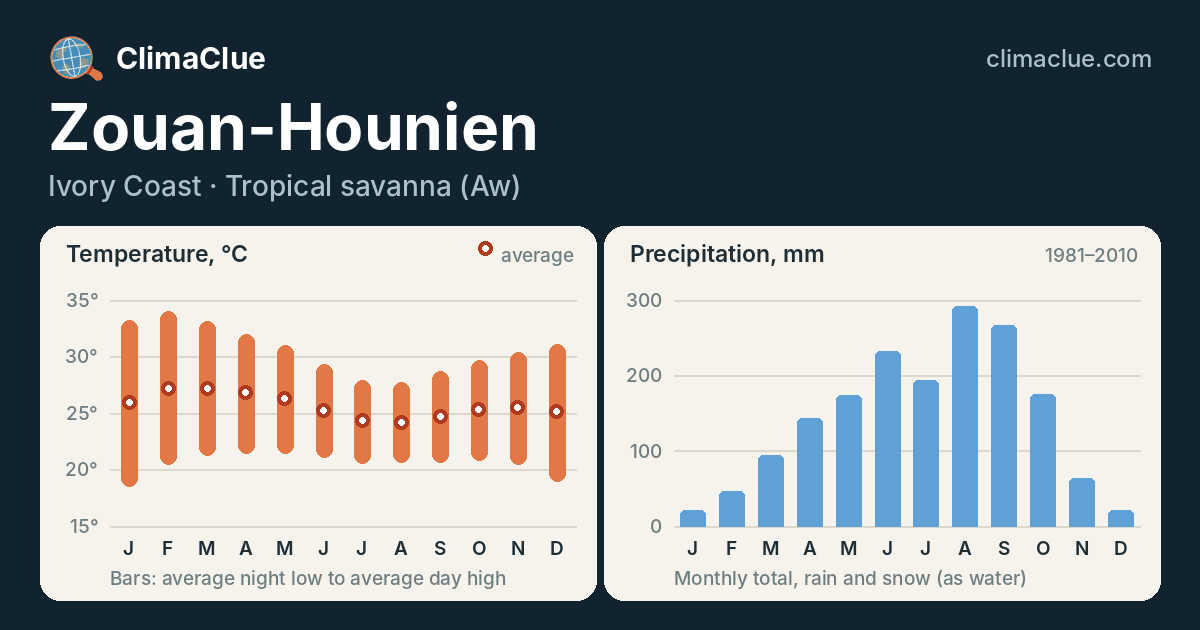 ClimaClue
climaclue.com
Zouan-Hounien
Ivory Coast · Tropical savanna (Aw)
Temperature, °C
average
35°
30°
25°
20°
15°
J F M A M J J A S O N D
Bars: average night low to average day high
Precipitation, mm
1981–2010
300
200
100
0
J F M A M J J A S O N D
Monthly total, rain and snow (as water)